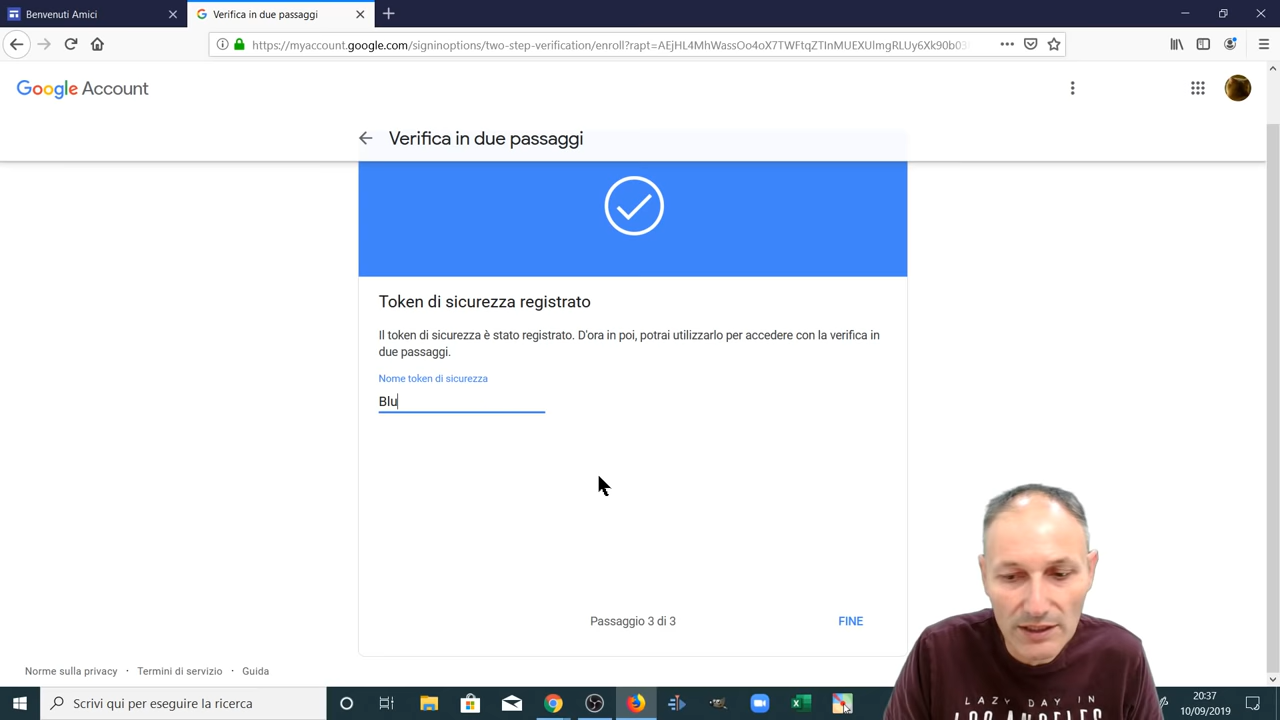 Benvenuti Amici
Verifica in due passaggi
https://myaccount.google.com/signinoptions/two-step-verification/enroll?rapt=AEjHL4MhWassOo4oX7TWFtqZTlnMUEXUlmgRLUy6Xk90b03
Google Account
Verifica in due passaggi
Token di sicurezza registrato
Il token di sicurezza è stato registrato. D'ora in poi, potrai utilizzarlo per accedere con la verifica in
due passaggi.
Nome token di sicurezza
Blu
Passaggio 3 di 3
FINE
Norme sulla privacy · Termini di servizio · Guida
LAZY DAY IN
LOS ANGELES
Scrivi qui per eseguire la ricerca
20:37
10/09/2019